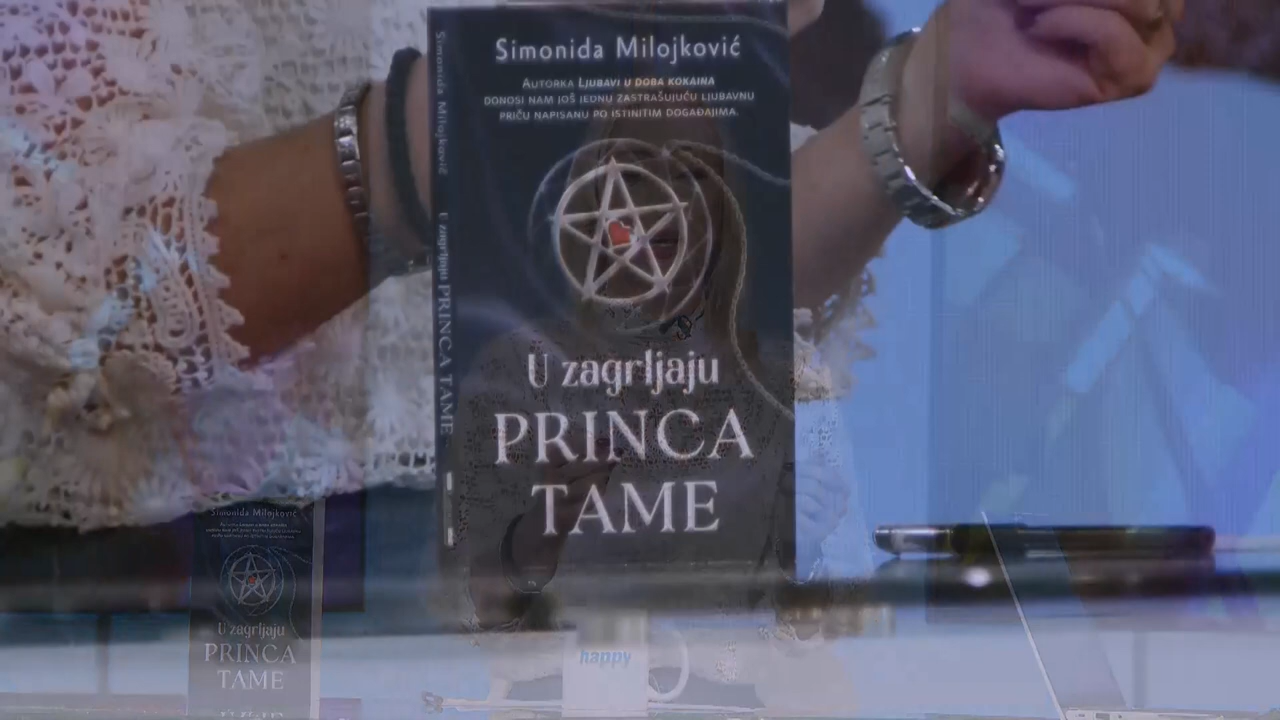 Simonida Milojković
AUTORKA LJUBAVI U DOBA KOKAINA
DONOSI NAM JOŠ JEDNU ZASTRAŠUJUĆU LJUBAVNU
PRIČU NAPISANU PO ISTINITIM DOGAĐAJIMA.
U zagrljaju
PRINCA
TAME
Simonida Milojković U zagrljaju PRINCA TAME
Simonida Milojković
U zagrljaju
PRINCA
TAME
happy